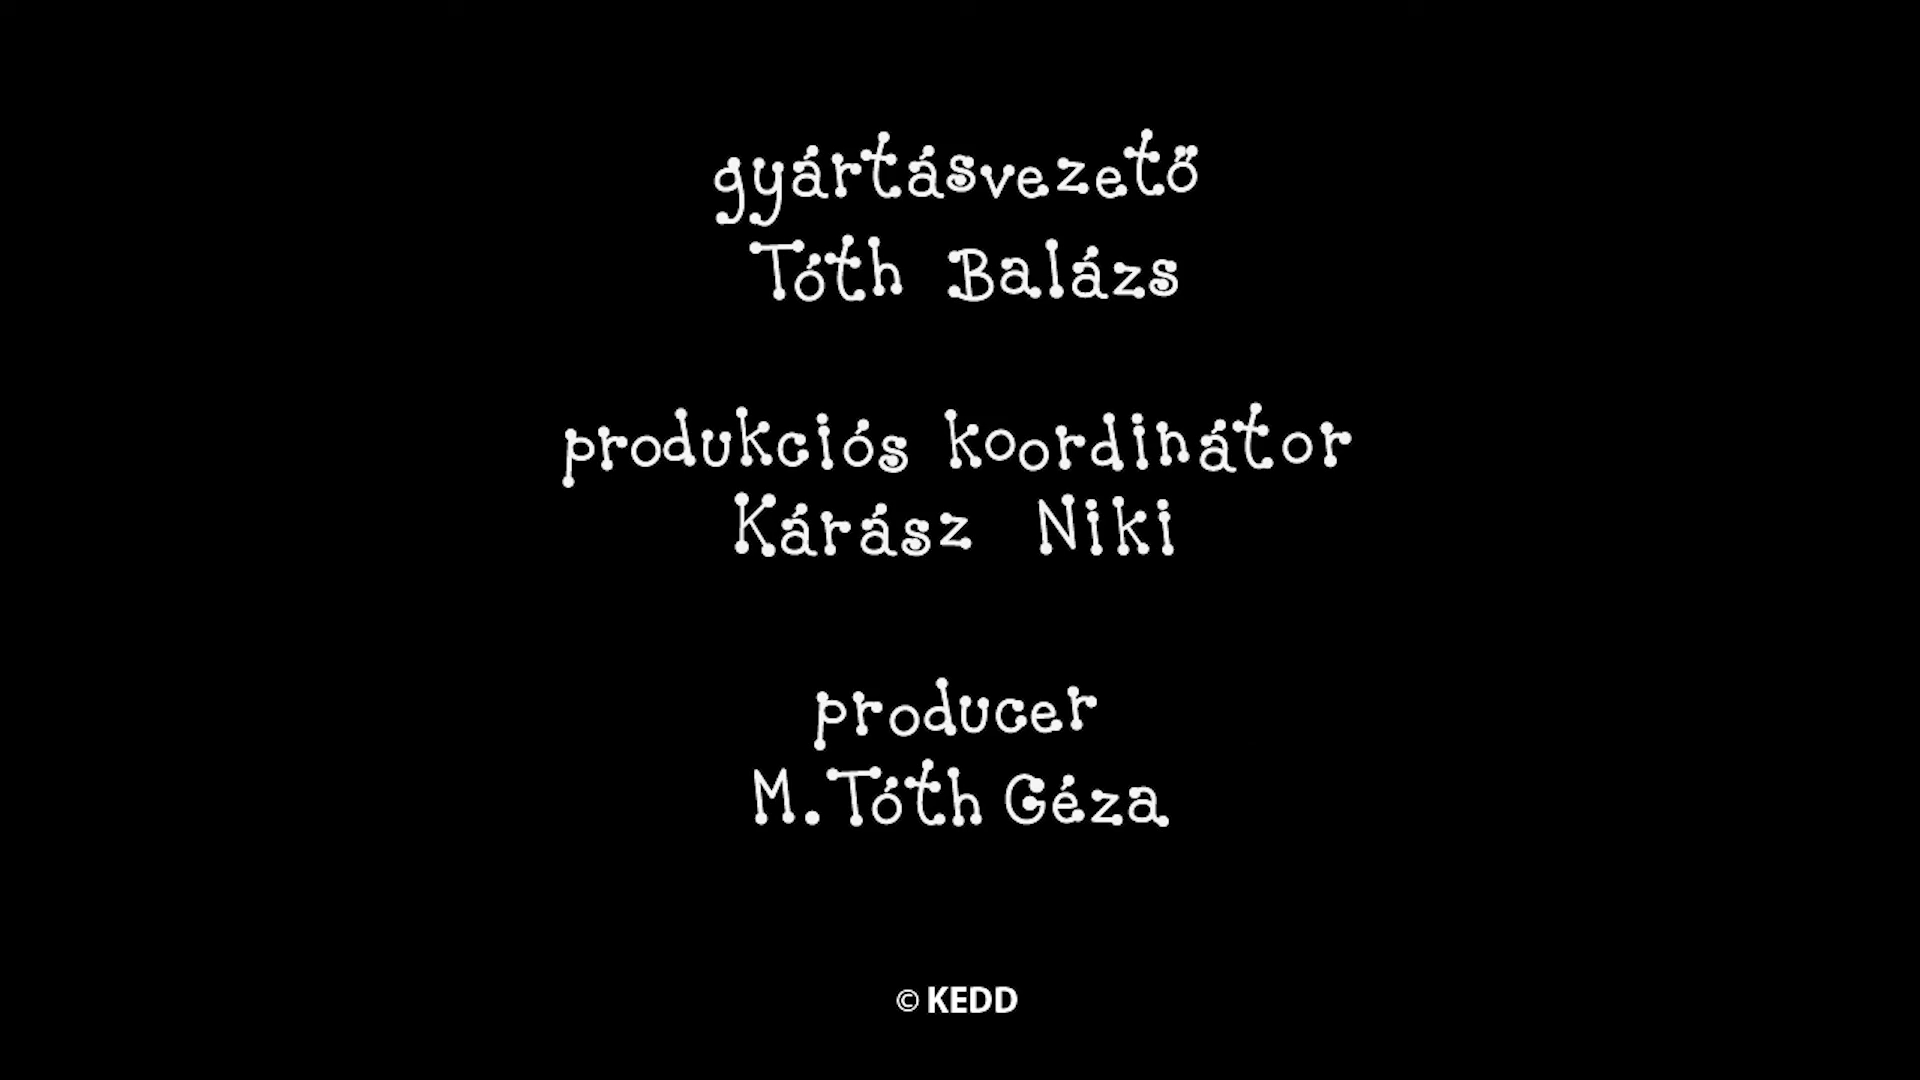 gyártásvezető
Tóth Balázs
produkciós koordinátor
Kárász Niki
producer
M. Tóth Géza
© KEDD